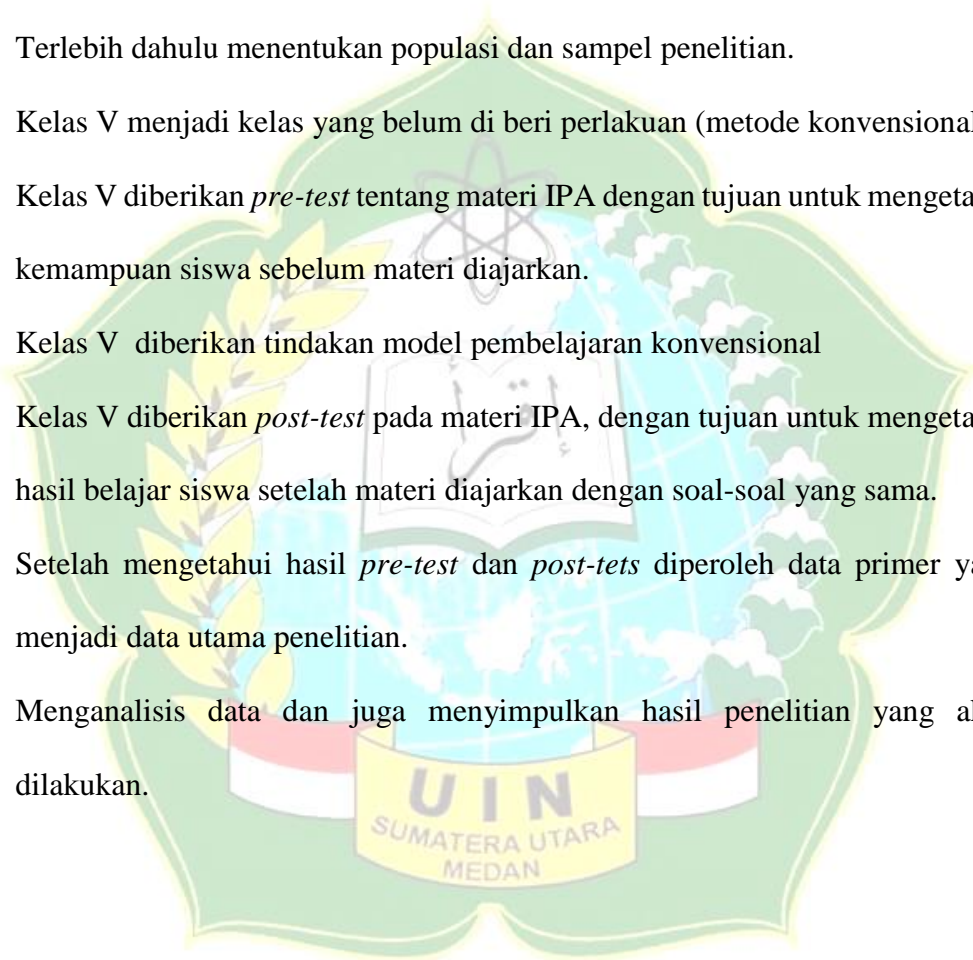 Terlebih dahulu menentukan populasi dan sampel penelitian.
Kelas V menjadi kelas yang belum di beri perlakuan (metode konvensional
Kelas V diberikan pre-test tentang materi IPA dengan tujuan untuk mengeta
kemampuan siswa sebelum materi diajarkan.
Kelas V diberikan tindakan model pembelajaran konvensional
Kelas V diberikan post-test pada materi IPA, dengan tujuan untuk mengeta
hasil belajar siswa setelah materi diajarkan dengan soal-soal yang sama.
Setelah mengetahui hasil pre-test dan post-tets diperoleh data primer ya
menjadi data utama penelitian.
Menganalisis data dan juga menyimpulkan hasil penelitian yang a
dilakukan.
إقرأ
UIN
SUMATERA UTARA
MEDAN